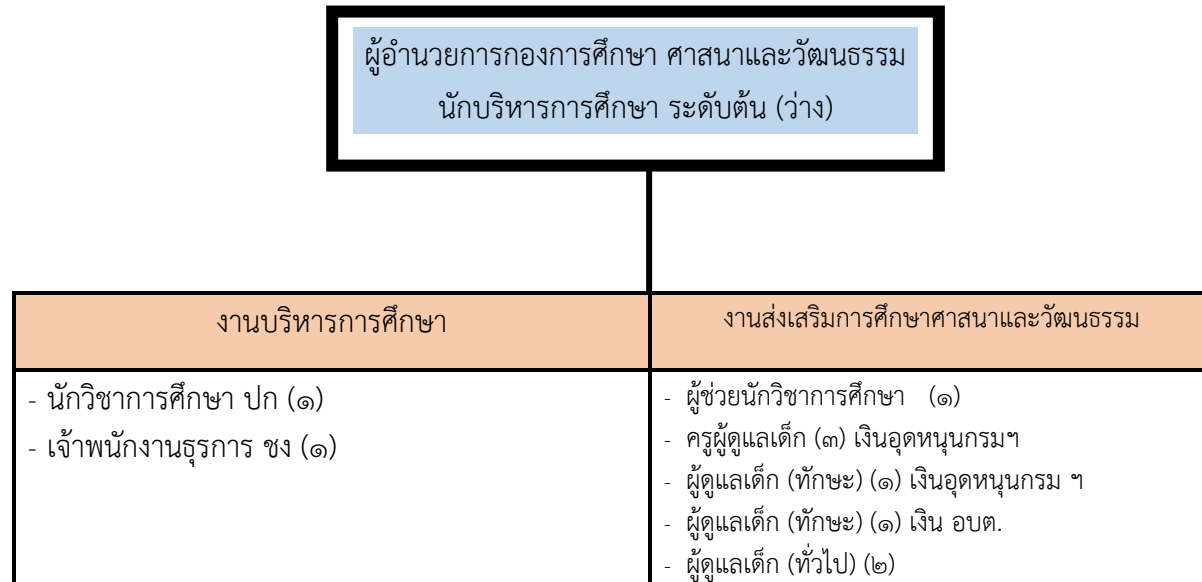 ผู้อำนวยการกองการศึกษา ศาสนาและวัฒนธรรม
นักบริหารการศึกษา ระดับต้น (ว่าง)
งานบริหารการศึกษา
- นักวิชาการศึกษา ปก (๑)
- เจ้าพนักงานธุรการ ชง (๑)
งานส่งเสริมการศึกษาศาสนาและวัฒนธรรม
- ผู้ช่วยนักวิชาการศึกษา (๑)
- ครูผู้ดูแลเด็ก (๓) เงินอุดหนุนกรมฯ
- ผู้ดูแลเด็ก (ทักษะ) (๑) เงินอุดหนุนกรม ฯ
- ผู้ดูแลเด็ก (ทักษะ) (๑) เงิน อบต.
- ผู้ดูแลเด็ก (ทั่วไป) (๒)